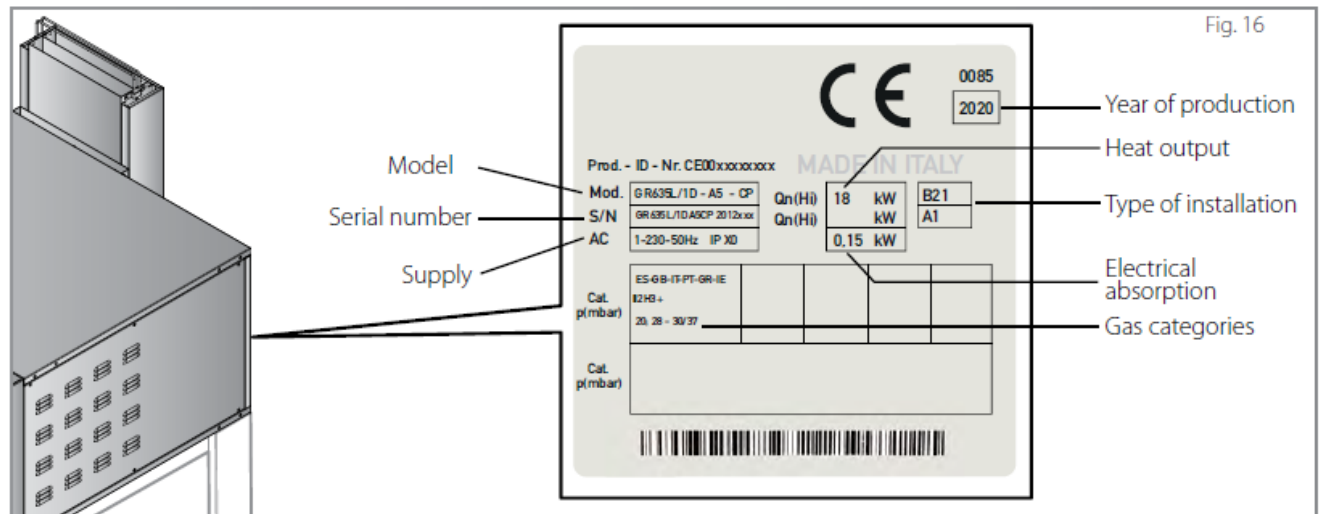 Fig. 16
CE
0085
2020
Year of production
Heat output
Prod. - ID - Nr. CE00xxxxxxxx
MADE IN ITALY
Model
Mod. GR635L/1D - A5 - CP Qn(Hi) 18 kW B21
Serial number
S/N GR635L/1DA5CP 2012xxx Qn(Hi) kW A1
Type of installation
AC 1-230-50Hz IP X0 0,15 kW
Supply
Electrical
absorption
ES-GB-IT-PT-GR-IE
Cat. II2H3+
p(mbar) 20; 28 - 30/37
Gas categories
Cat.
p(mbar)